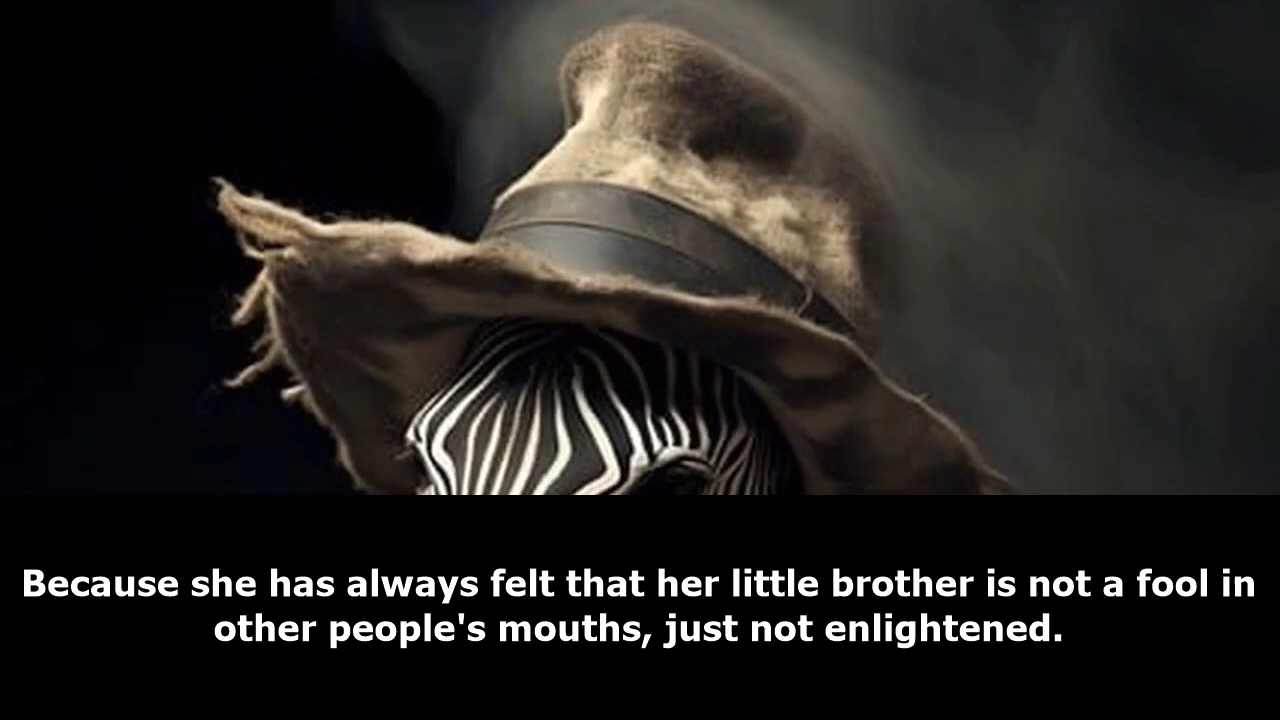 Because she has always felt that her little brother is not a fool in
other people's mouths, just not enlightened.